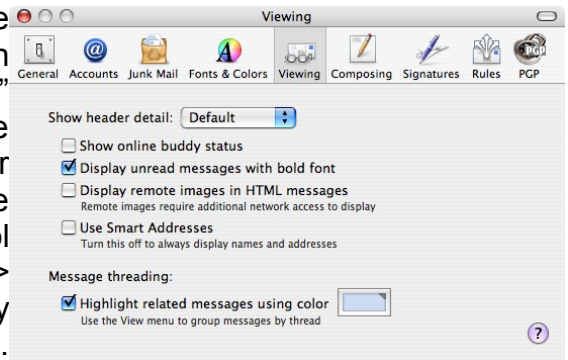 Viewing
General Accounts Junk Mail Fonts & Colors Viewing Composing Signatures Rules PGP
Show header detail: Default
Show online buddy status
Display unread messages with bold font
Display remote images in HTML messages
Remote images require additional network access to display
Use Smart Addresses
Turn this off to always display names and addresses
Message threading:
Highlight related messages using color
Use the View menu to group messages by thread
?